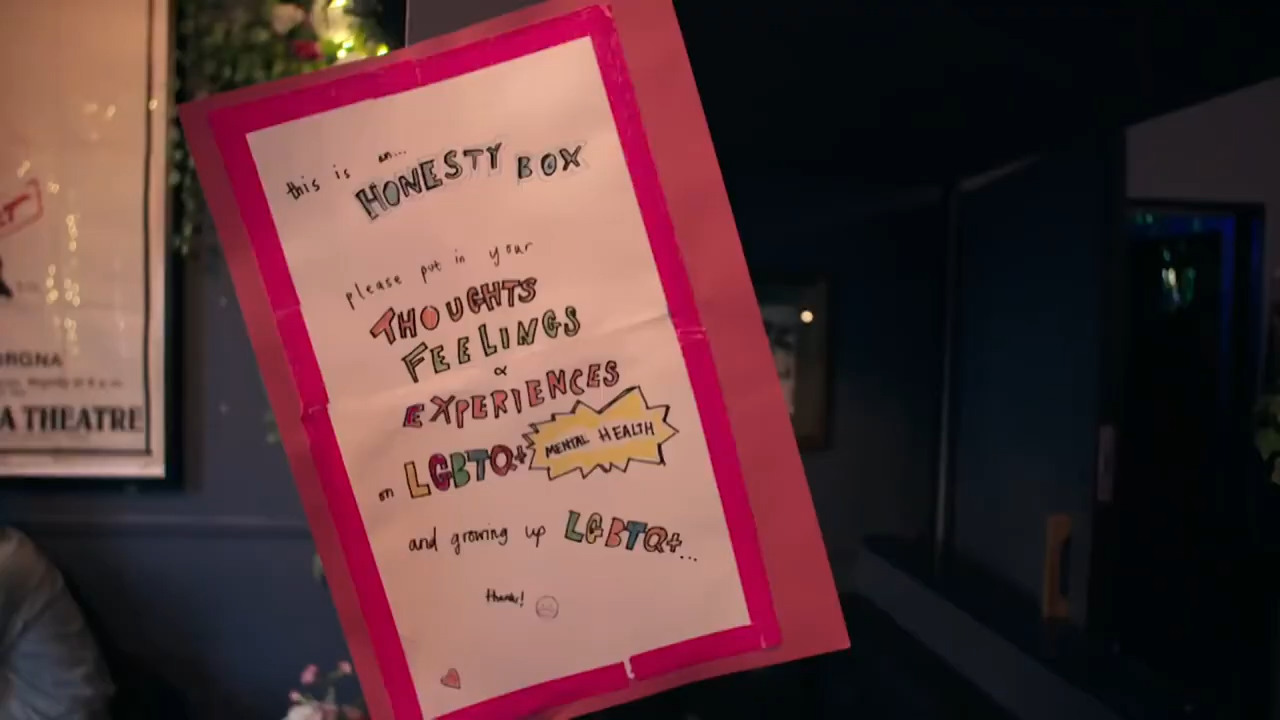 this is an...
HONESTY BOX
please put in your
THOUGHTS
FEELINGS
&
EXPERIENCES
on LGBTQ+ MENTAL HEALTH
and growing up LGBTQ+...
thanks!
A THEATRE